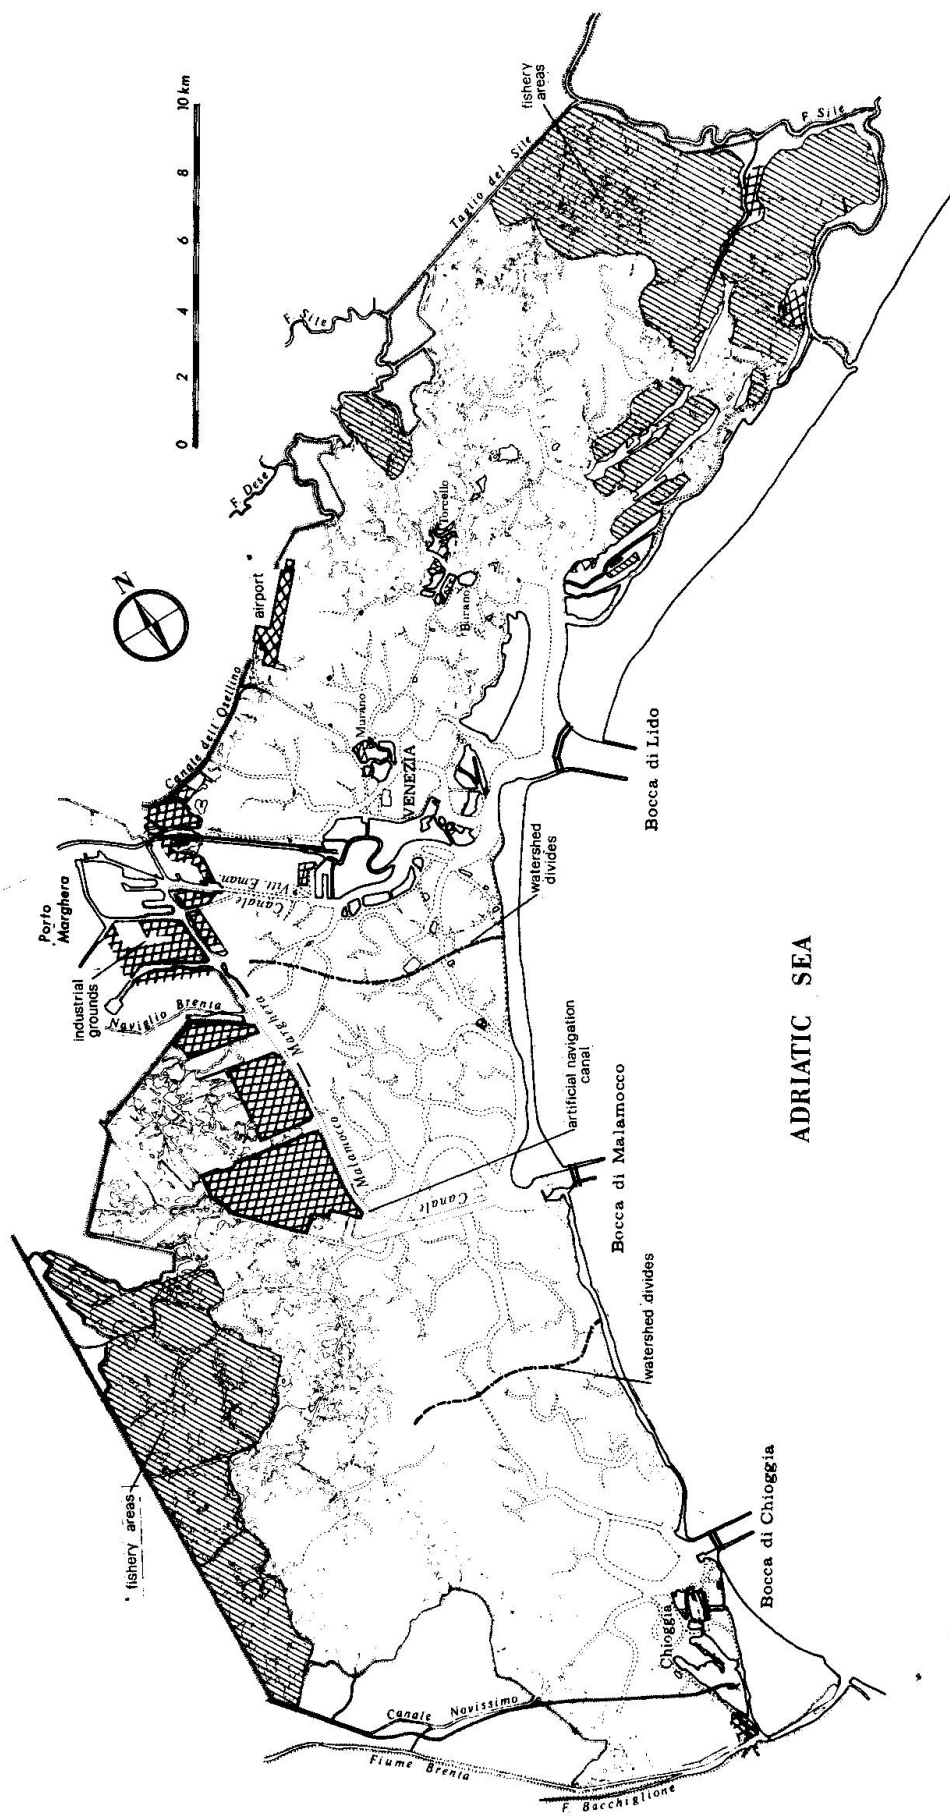 0 2 4 6 8 10 km
N
F. Sile
Taglio del Sile
fishery
areas
F. Sile
F. Dese
airport
Canale dell'Osellino
Torcello
Burano
Murano
VENEZIA
Porto
Marghera
Canale Vitt. Eman.
industrial
grounds
Naviglio Brenta
watershed
divides
Bocca di Lido
Canale Malamocco Marghera
artificial navigation
canal
Bocca di Malamocco
ADRIATIC SEA
watershed divides
fishery areas
Bocca di Chioggia
Chioggia
Canale Novissimo
Fiume Brenta
F. Bacchiglione